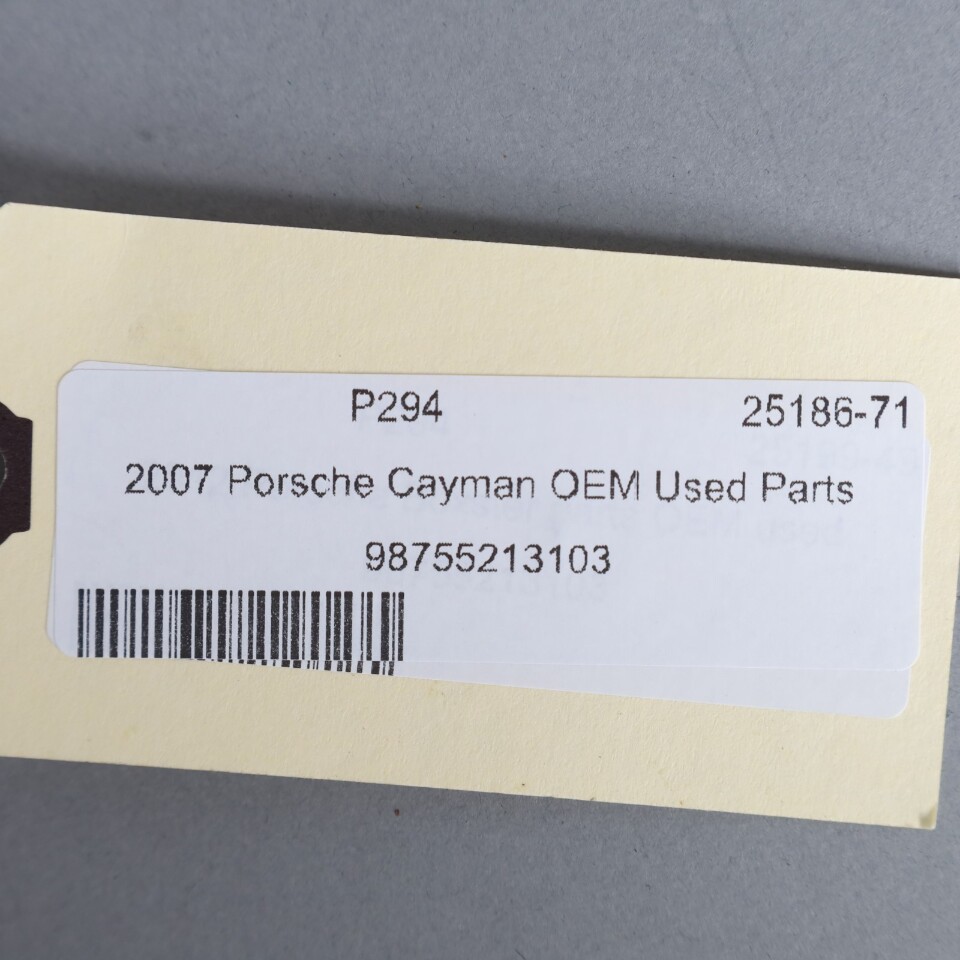 P294 25186-71
2007 Porsche Cayman OEM Used Parts
98755213103